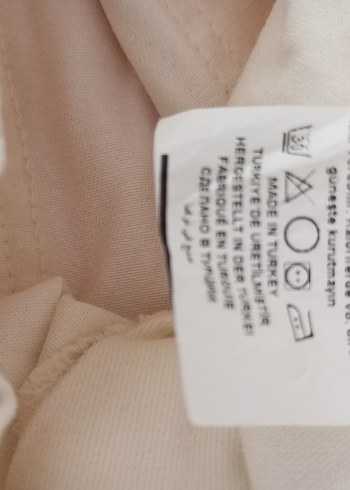 güneşte kurutmayın
MADE IN TURKEY
TÜRKİYE'DE ÜRETİLMİŞTİR
HERGESTELLT IN DER TÜRKEI
FABRIQUÉ EN TURQUIE
СДЕЛАНО В ТУРЦИИ